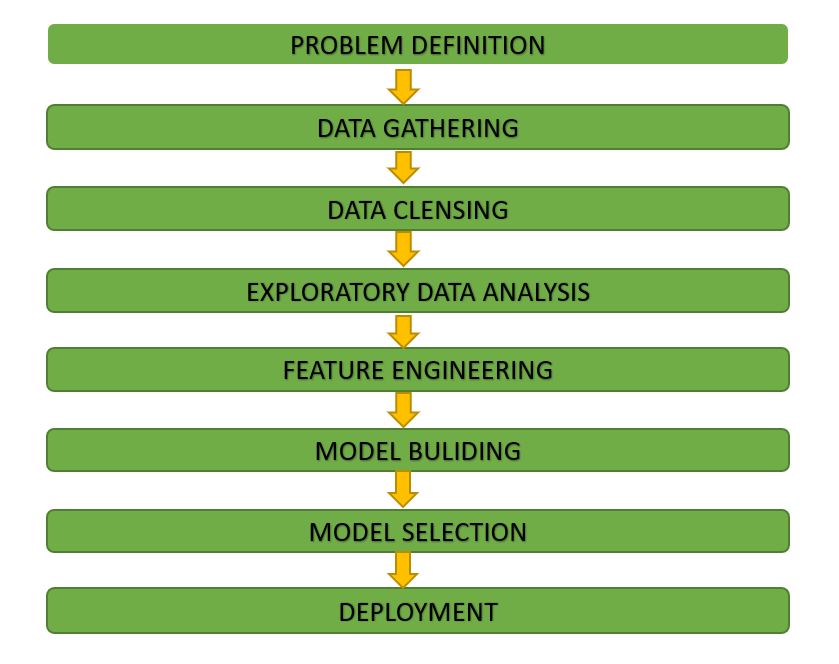 PROBLEM DEFINITION
DATA GATHERING
DATA CLENSING
EXPLORATORY DATA ANALYSIS
FEATURE ENGINEERING
MODEL BULIDING
MODEL SELECTION
DEPLOYMENT